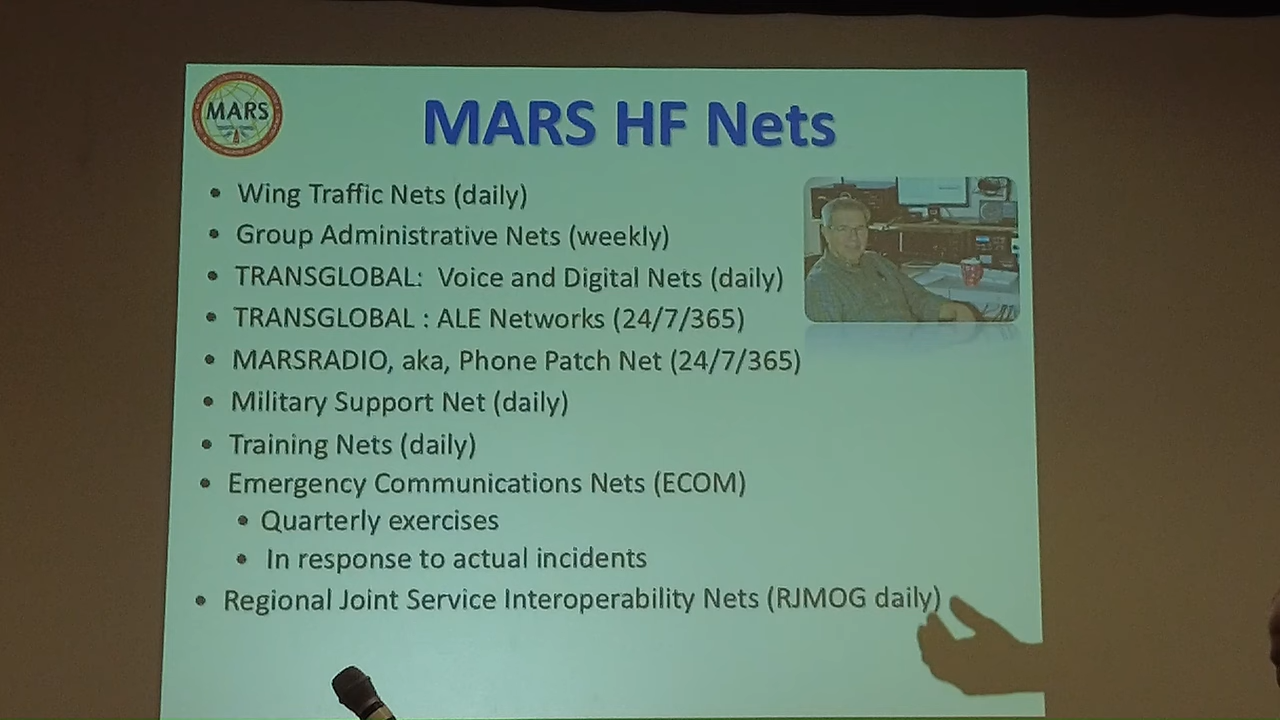 MARS
MARS HF Nets
• Wing Traffic Nets (daily)
• Group Administrative Nets (weekly)
• TRANSGLOBAL: Voice and Digital Nets (daily)
• TRANSGLOBAL : ALE Networks (24/7/365)
• MARSRADIO, aka, Phone Patch Net (24/7/365)
• Military Support Net (daily)
• Training Nets (daily)
• Emergency Communications Nets (ECOM)
• Quarterly exercises
• In response to actual incidents
• Regional Joint Service Interoperability Nets (RJMOG daily)